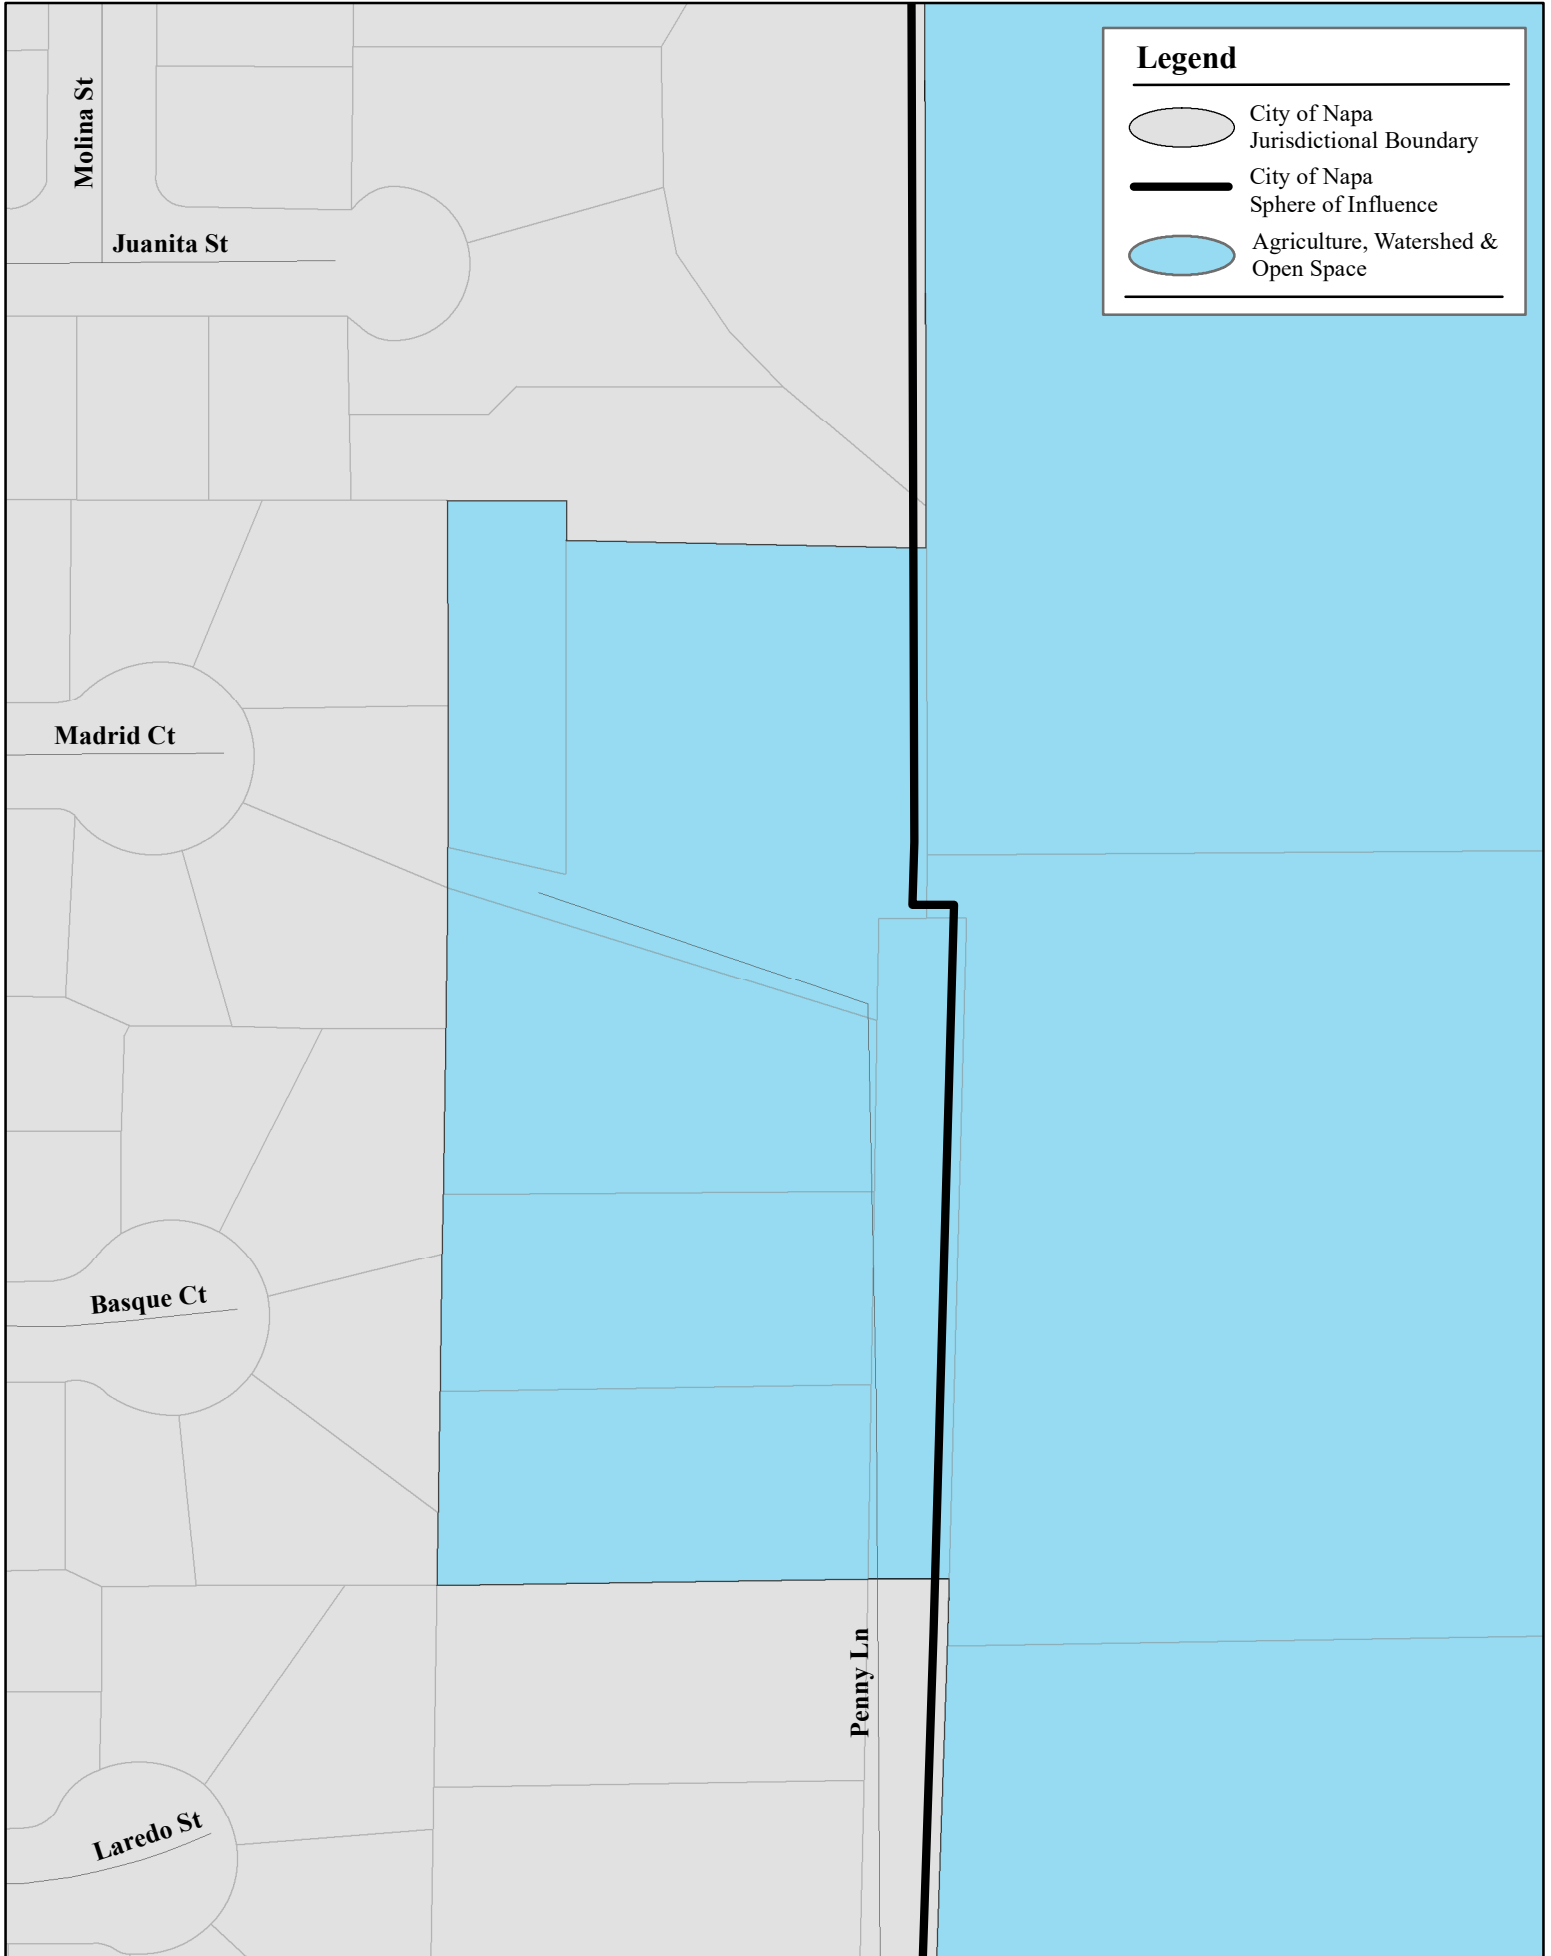 Legend
City of Napa
Jurisdictional Boundary
City of Napa
Sphere of Influence
Agriculture, Watershed &
Open Space
Molina St
Juanita St
Madrid Ct
Basque Ct
Penny Ln
Laredo St